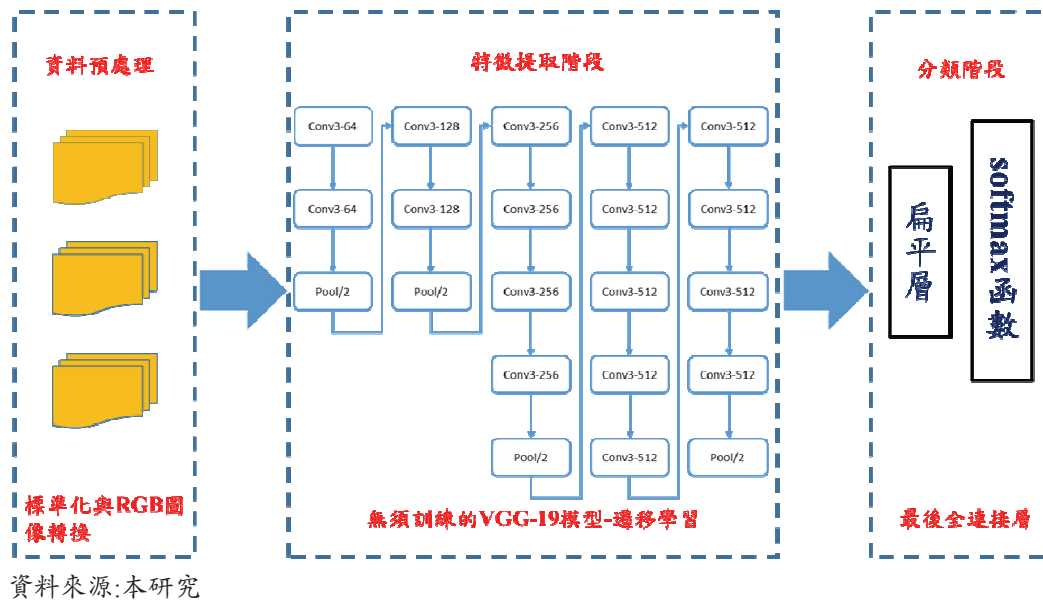 資料預處理
標準化與RGB圖
像轉換
特徵提取階段
Conv3-64
Conv3-64
Pool/2
Conv3-128
Conv3-128
Pool/2
Conv3-256
Conv3-256
Conv3-256
Conv3-256
Pool/2
Conv3-512
Conv3-512
Conv3-512
Conv3-512
Conv3-512
Conv3-512
Conv3-512
Conv3-512
Conv3-512
Pool/2
無須訓練的VGG-19模型-遷移學習
分類階段
扁平層
softmax函數
最後全連接層
資料來源:本研究